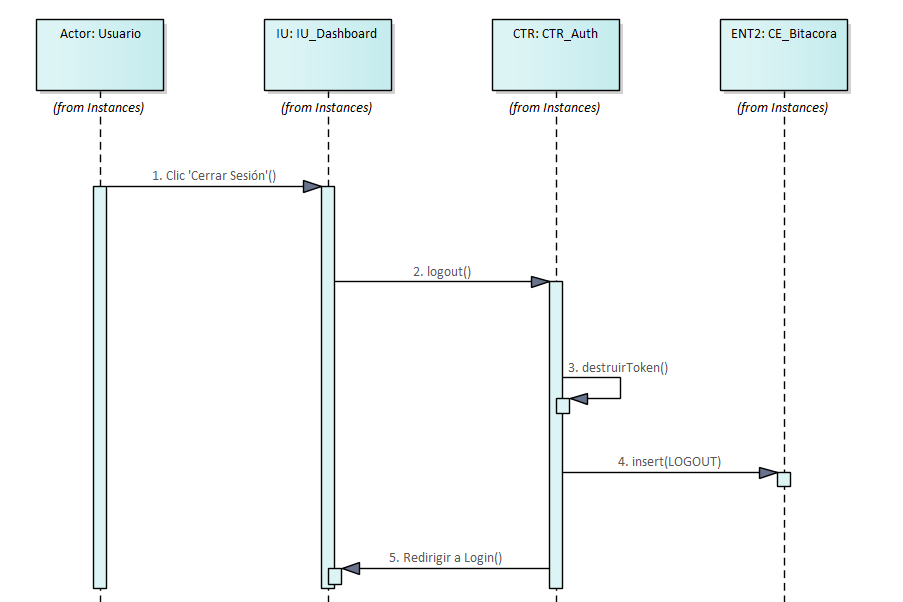 Actor: Usuario
IU: IU_Dashboard
CTR: CTR_Auth
ENT2: CE_Bitacora
(from Instances)
(from Instances)
(from Instances)
(from Instances)
1. Clic 'Cerrar Sesión'()
2. logout()
3. destruirToken()
4. insert(LOGOUT)
5. Redirigir a Login()